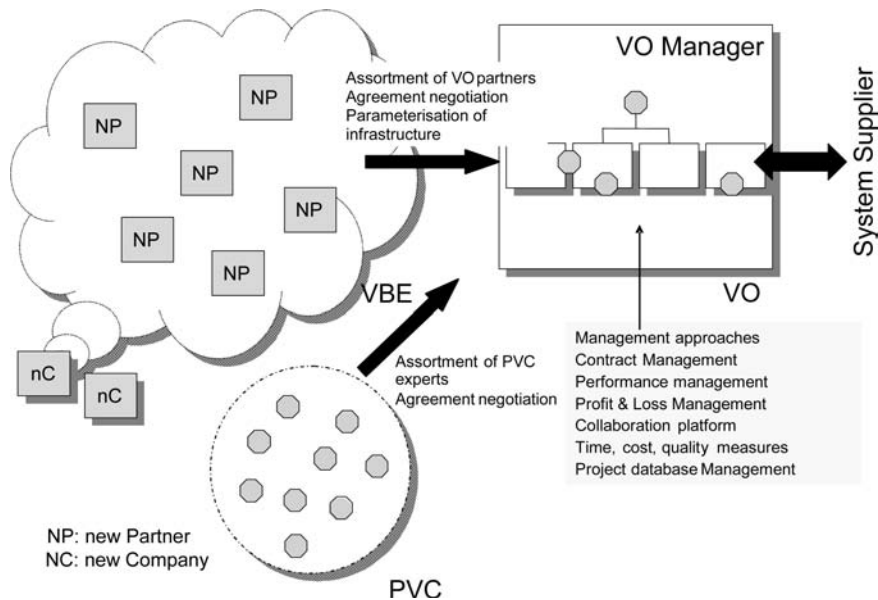 VO Manager
Assortment of VO partners
Agreement negotiation
Parameterisation of
infrastructure
NP
NP
NP
NP
NP
NP
System Supplier
VBE
VO
Management approaches
Contract Management
Performance management
Profit & Loss Management
Collaboration platform
Time, cost, quality measures
Project database Management
nC
nC
Assortment of PVC
experts
Agreement negotiation
NP: new Partner
NC: new Company
PVC